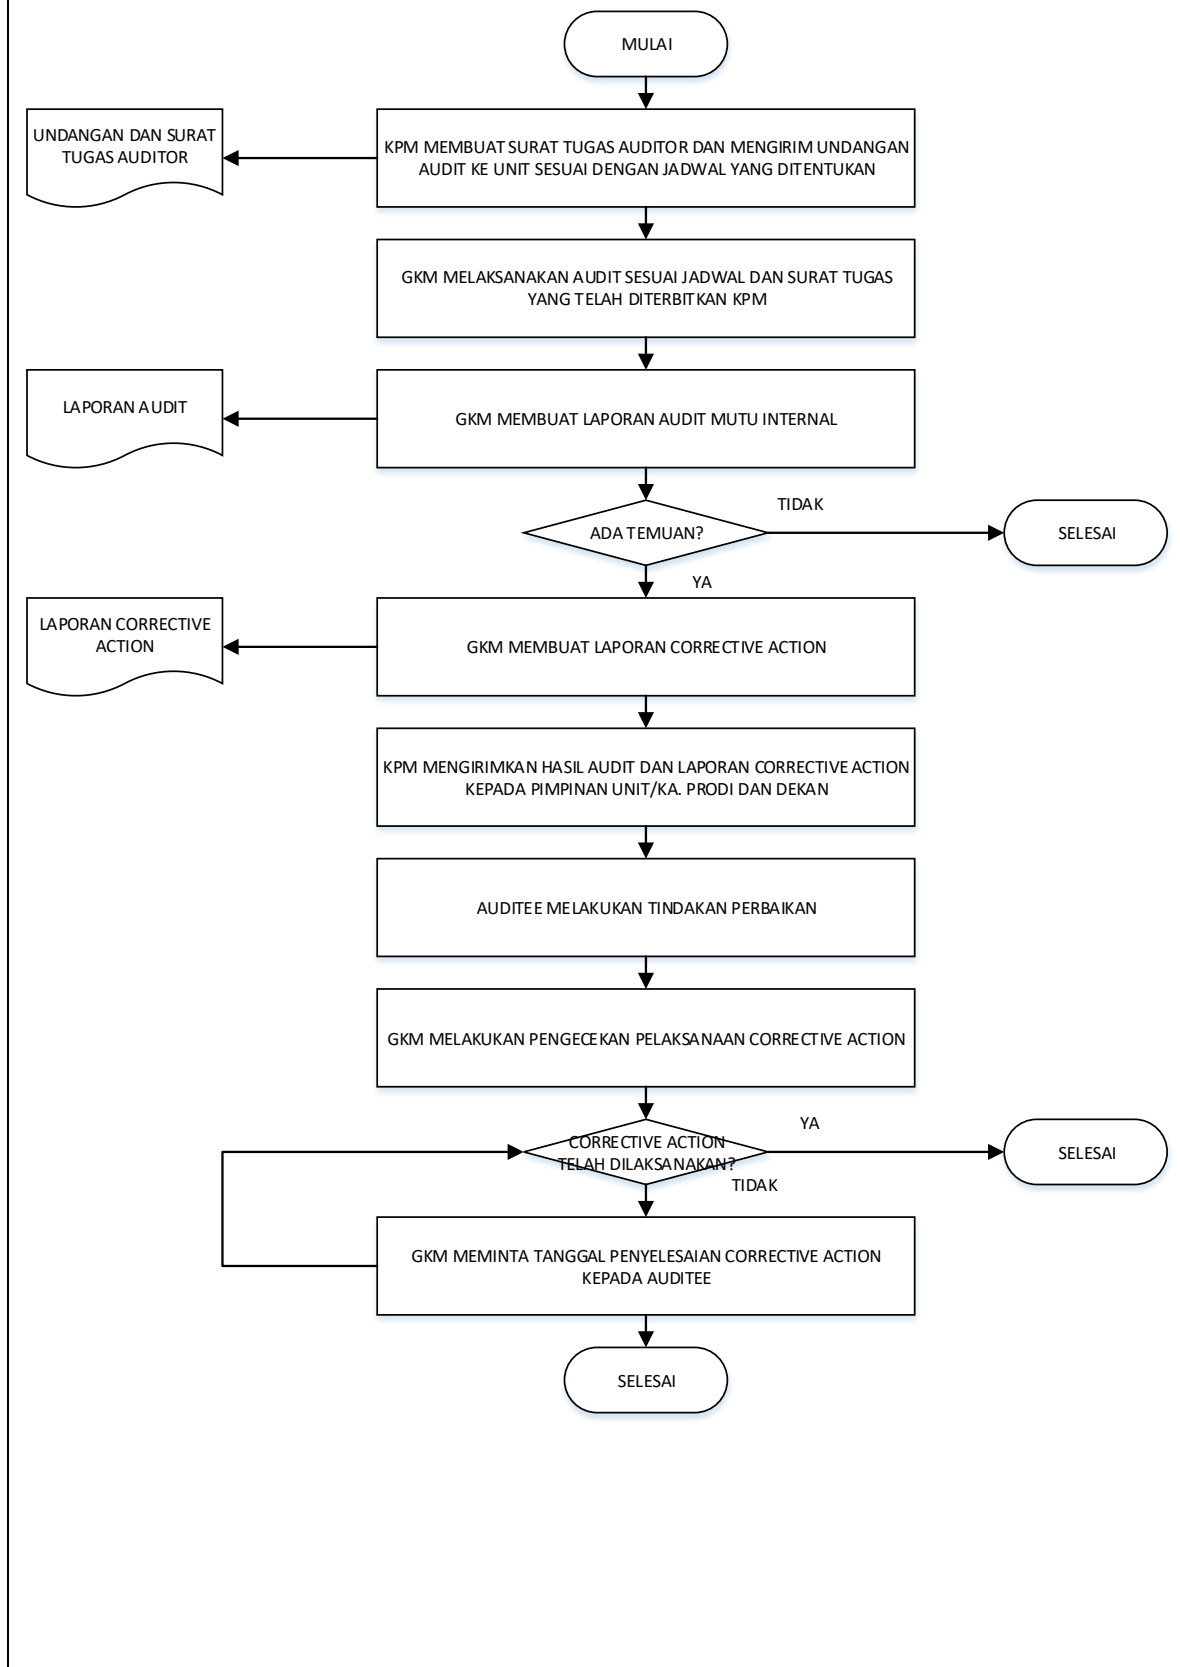 MULAI
UNDANGAN DAN SURAT
TUGAS AUDITOR
KPM MEMBUAT SURAT TUGAS AUDITOR DAN MENGIRIM UNDANGAN
AUDIT KE UNIT SESUAI DENGAN JADWAL YANG DITENTUKAN
GKM MELAKSANAKAN AUDIT SESUAI JADWAL DAN SURAT TUGAS
YANG TELAH DITERBITKAN KPM
LAPORAN AUDIT
GKM MEMBUAT LAPORAN AUDIT MUTU INTERNAL
TIDAK
ADA TEMUAN?
SELESAI
YA
LAPORAN CORRECTIVE
ACTION
GKM MEMBUAT LAPORAN CORRECTIVE ACTION
KPM MENGIRIMKAN HASIL AUDIT DAN LAPORAN CORRECTIVE ACTION
KEPADA PIMPINAN UNIT/KA. PRODI DAN DEKAN
AUDITEE MELAKUKAN TINDAKAN PERBAIKAN
GKM MELAKUKAN PENGECEKAN PELAKSANAAN CORRECTIVE ACTION
YA
CORRECTIVE ACTION
TELAH DILAKSANAKAN?
SELESAI
TIDAK
GKM MEMINTA TANGGAL PENYELESAIAN CORRECTIVE ACTION
KEPADA AUDITEE
SELESAI